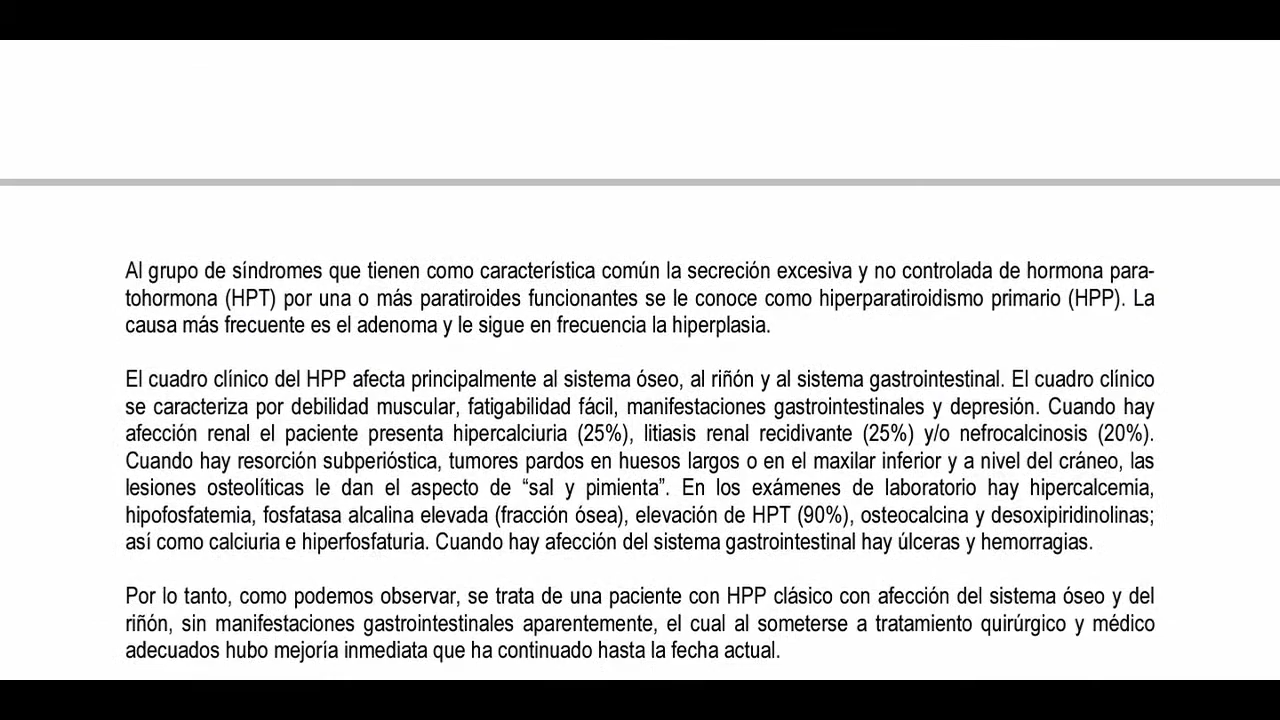 Al grupo de síndromes que tienen como característica común la secreción excesiva y no controlada de hormona para-
tohormona (HPT) por una o más paratiroides funcionantes se le conoce como hiperparatiroidismo primario (HPP). La
causa más frecuente es el adenoma y le sigue en frecuencia la hiperplasia.
El cuadro clínico del HPP afecta principalmente al sistema óseo, al riñón y al sistema gastrointestinal. El cuadro clínico
se caracteriza por debilidad muscular, fatigabilidad fácil, manifestaciones gastrointestinales y depresión. Cuando hay
afección renal el paciente presenta hipercalciuria (25%), litiasis renal recidivante (25%) y/o nefrocalcinosis (20%).
Cuando hay resorción subperióstica, tumores pardos en huesos largos o en el maxilar inferior y a nivel del cráneo, las
lesiones osteolíticas le dan el aspecto de “sal y pimienta”. En los exámenes de laboratorio hay hipercalcemia,
hipofosfatemia, fosfatasa alcalina elevada (fracción ósea), elevación de HPT (90%), osteocalcina y desoxipiridinolinas;
así como calciuria e hiperfosfaturia. Cuando hay afección del sistema gastrointestinal hay úlceras y hemorragias.
Por lo tanto, como podemos observar, se trata de una paciente con HPP clásico con afección del sistema óseo y del
riñón, sin manifestaciones gastrointestinales aparentemente, el cual al someterse a tratamiento quirúrgico y médico
adecuados hubo mejoría inmediata que ha continuado hasta la fecha actual.